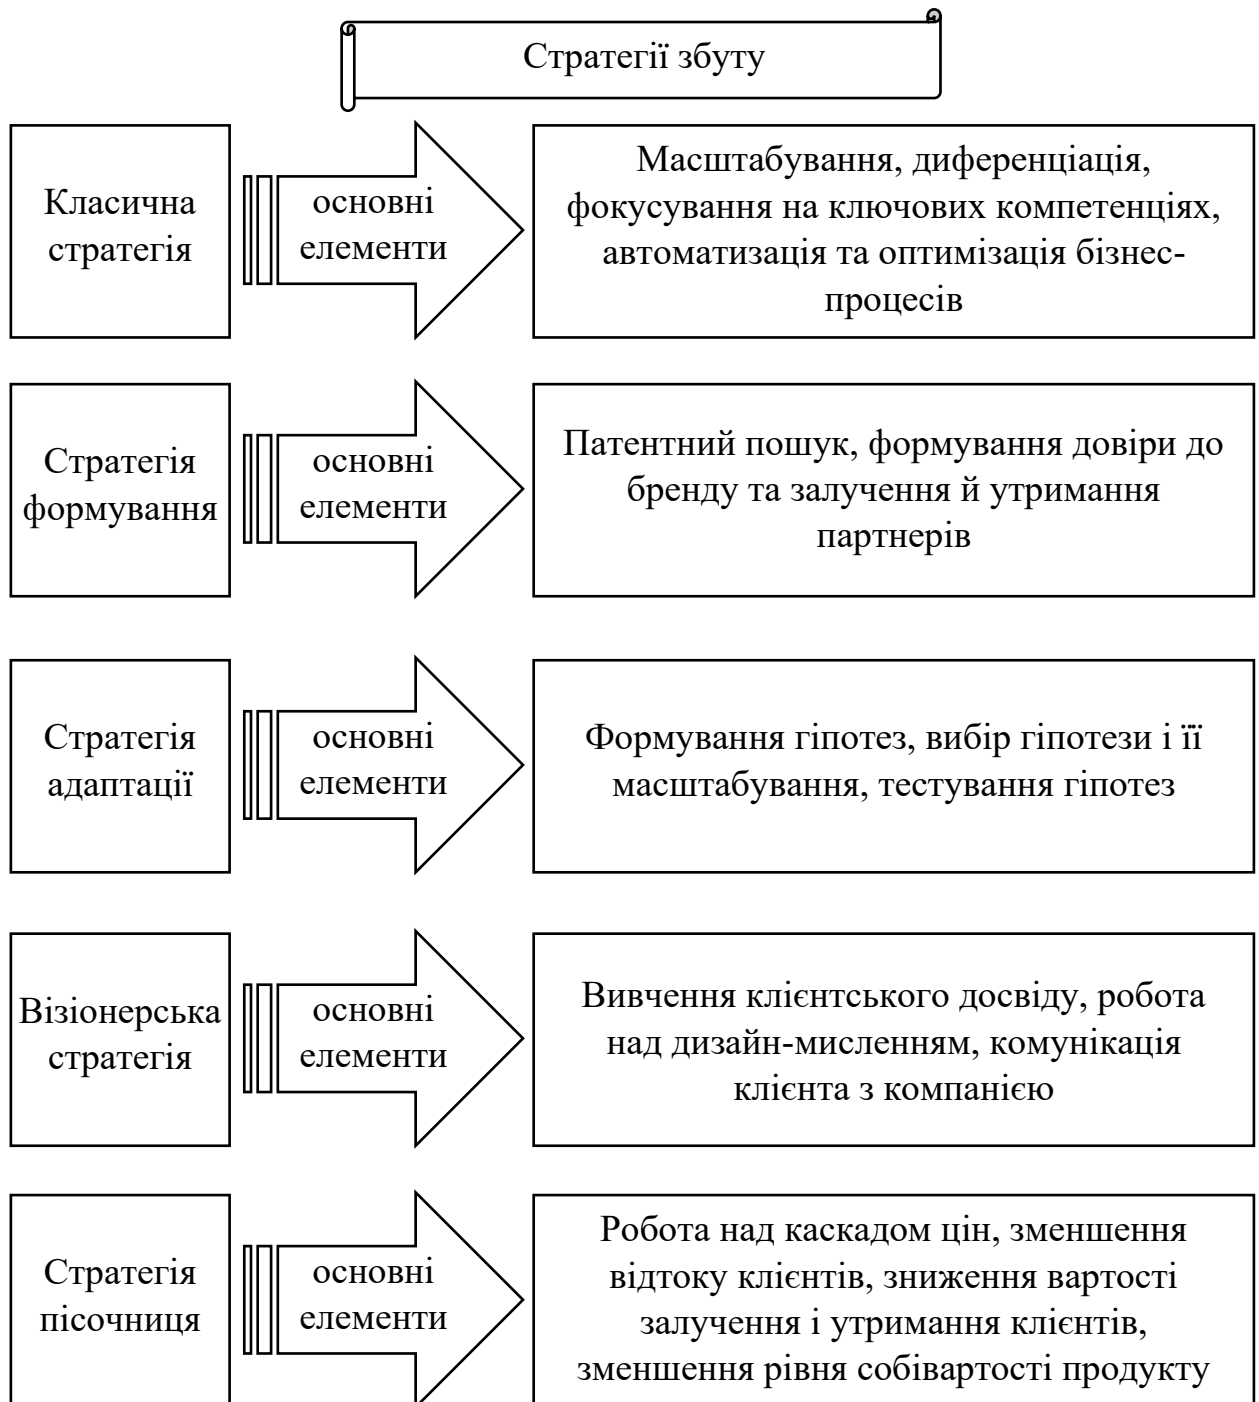 Стратегії збуту
Класична
стратегія
основні
елементи
Масштабування, диференціація,
фокусування на ключових компетенціях,
автоматизація та оптимізація бізнес-
процесів
Стратегія
формування
основні
елементи
Патентний пошук, формування довіри до
бренду та залучення й утримання
партнерів
Стратегія
адаптації
основні
елементи
Формування гіпотез, вибір гіпотези і її
масштабування, тестування гіпотез
Візіонерська
стратегія
основні
елементи
Вивчення клієнтського досвіду, робота
над дизайн-мисленням, комунікація
клієнта з компанією
Стратегія
пісочниця
основні
елементи
Робота над каскадом цін, зменшення
відтоку клієнтів, зниження вартості
залучення і утримання клієнтів,
зменшення рівня собівартості продукту